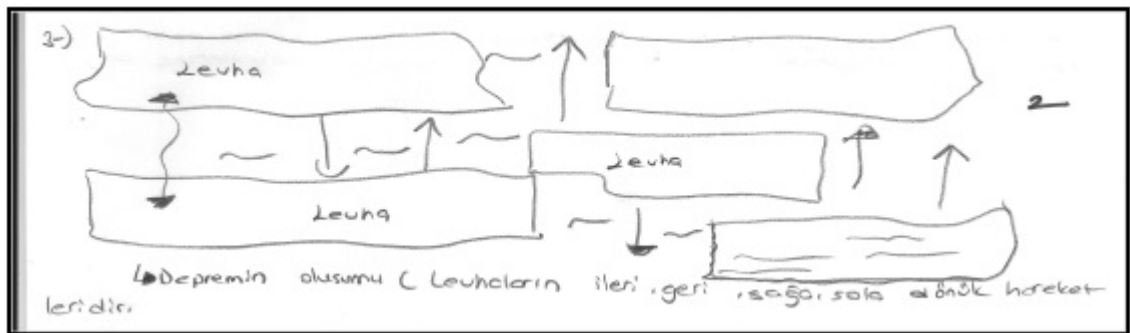 3-)
Levha
2
Levha
Levha
↳Depremin oluşumu ( Levhaların ileri, geri, sağa, sola dönük hareket-
leridir.